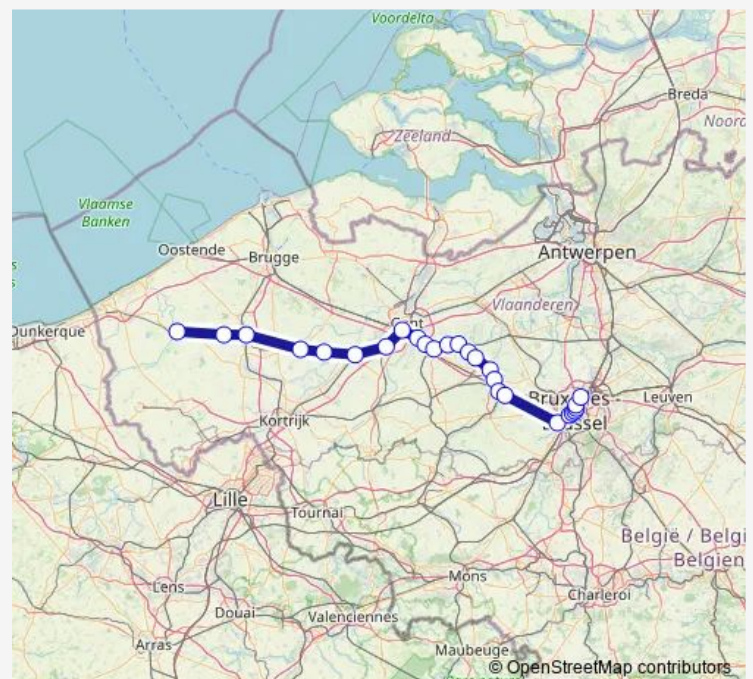 Voordelta
Breda
Noord
Zeeland
Vlaamse
Banken
Oostende
Brugge
Antwerpen
Vlaanderen
Dunkerque
Gent
Bruxelles -
Brussel
Leuven
Kortrijk
Lille
Tournai
België / Belgi
Belgien
Lens
Mons
Charleroi
Douai
Valenciennes
Arras
Maubeuge
© OpenStreetMap contributors